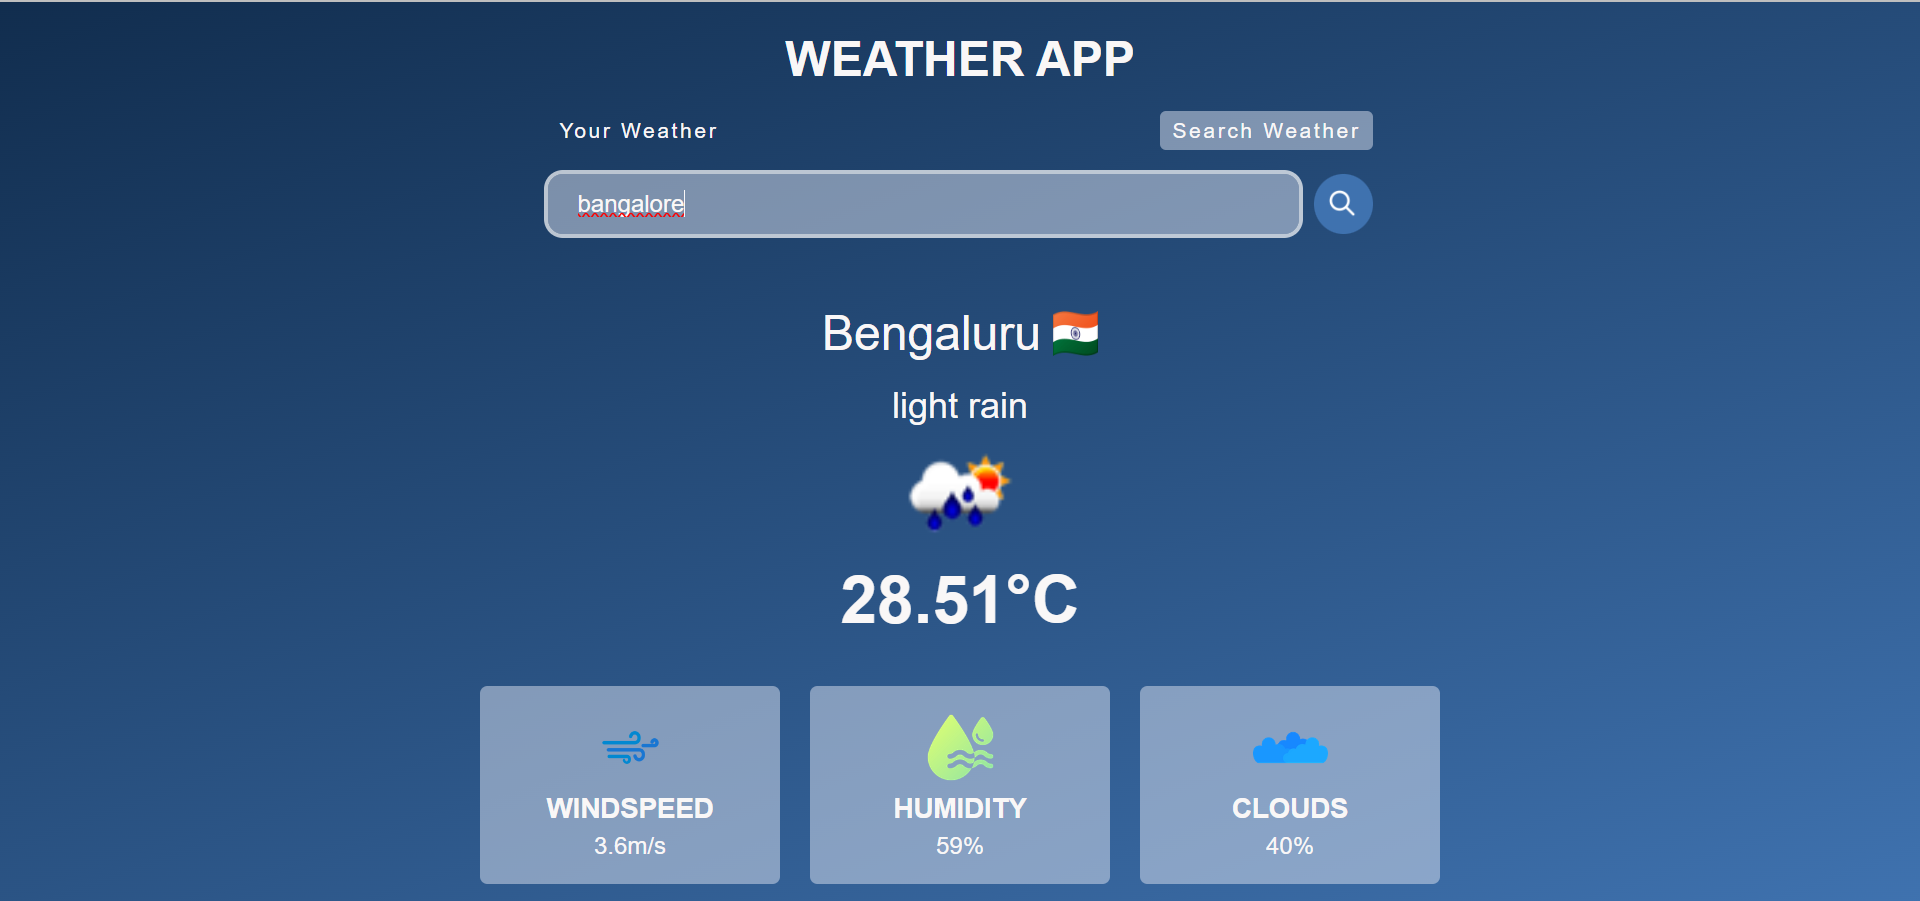 WEATHER APP
Your Weather
Search Weather
bangalore
Bengaluru
light rain
28.51°C
WINDSPEED
3.6m/s
HUMIDITY
59%
CLOUDS
40%